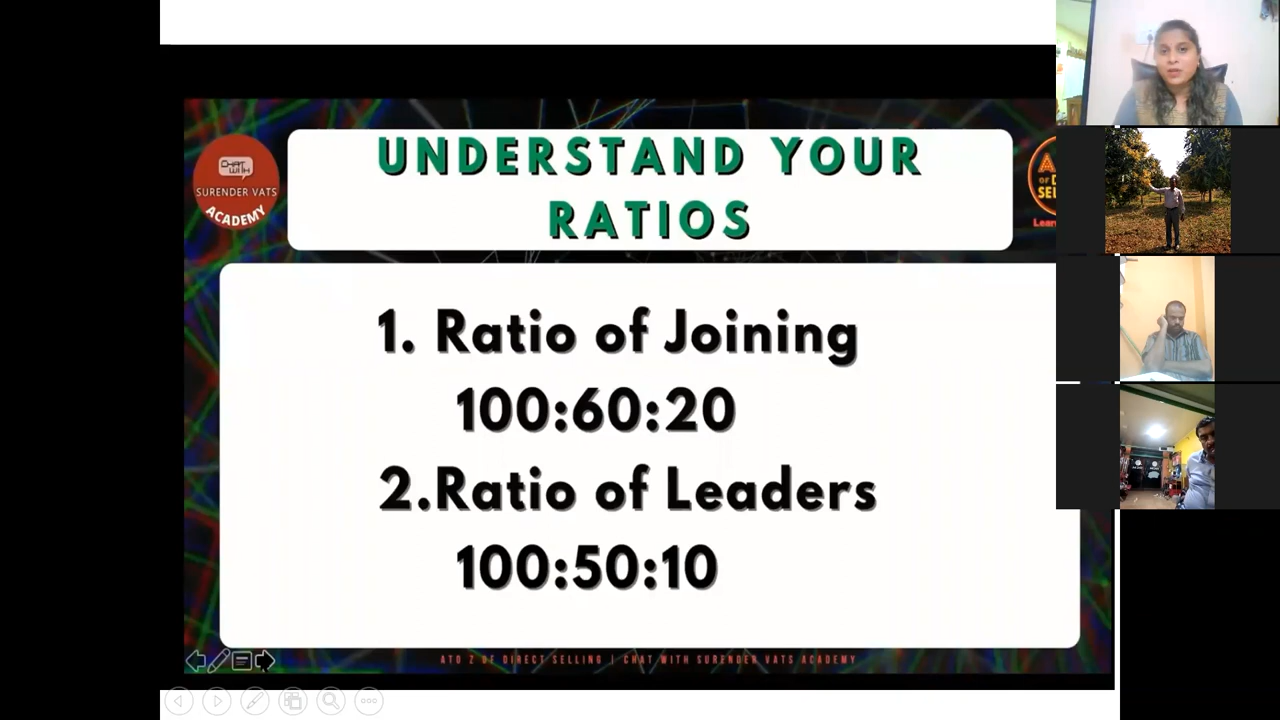 UNDERSTAND YOUR
RATIOS
CHAT
WITH
SURENDER VATS
ACADEMY
1. Ratio of Joining
100:60:20
2.Ratio of Leaders
100:50:10
A TO Z OF DIRECT SELLING | CHAT WITH SURENDER VATS ACADEMY